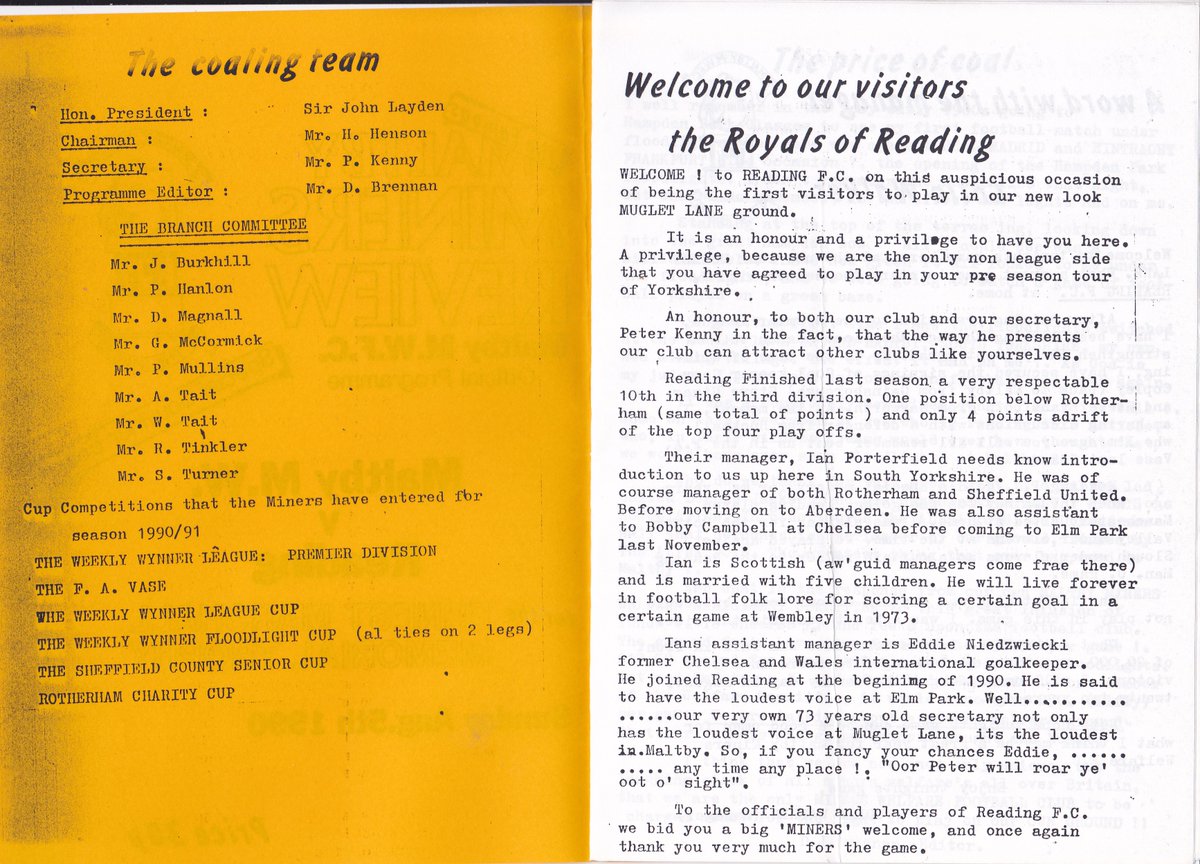 The coaling team
Hon. President : Sir John Layden
Chairman : Mr. H. Henson
Secretary : Mr. P. Kenny
Programme Editor : Mr. D. Brennan
THE BRANCH COMMITTEE
Mr. J. Burkhill
Mr. P. Hanlon
Mr. D. Magnall
Mr. G. McCormick
Mr. P. Mullins
Mr. A. Tait
Mr. W. Tait
Mr. R. Tinkler
Mr. S. Turner
Cup Competitions that the Miners have entered for
season 1990/91
THE WEEKLY WYNNER LEAGUE: PREMIER DIVISION
THE F. A. VASE
WHE WEEKLY WYNNER LEAGUE CUP
THE WEEKLY WYNNER FLOODLIGHT CUP (al ties on 2 legs)
THE SHEFFIELD COUNTY SENIOR CUP
ROTHERHAM CHARITY CUP
Welcome to our visitors
the Royals of Reading
WELCOME ! to READING F.C. on this auspicious occasion
of being the first visitors to play in our new look
MUGLET LANE ground.
It is an honour and a privilege to have you here.
A privilege, because we are the only non league side
that you have agreed to play in your pre season tour
of Yorkshire.
An honour, to both our club and our secretary,
Peter Kenny in the fact, that the way he presents
our club can attract other clubs like yourselves.
Reading Finished last season a very respectable
10th in the third division. One position below Rother-
ham (same total of points ) and only 4 points adrift
of the top four play offs.
Their manager, Ian Porterfield needs know intro-
duction to us up here in South Yorkshire. He was of
course manager of both Rotherham and Sheffield United.
Before moving on to Aberdeen. He was also assistant
to Bobby Campbell at Chelsea before coming to Elm Park
last November.
Ian is Scottish (aw'guid managers come frae there)
and is married with five children. He will live forever
in football folk lore for scoring a certain goal in a
certain game at Wembley in 1973.
Ians assistant manager is Eddie Niedzwiecki
former Chelsea and Wales international goalkeeper.
He joined Reading at the beginimg of 1990. He is said
to have the loudest voice at Elm Park. Well...........
......our very own 73 years old secretary not only
has the loudest voice at Muglet Lane, its the loudest
in Maltby. So, if you fancy your chances Eddie, ......
..... any time any place !. "Oor Peter will roar ye'
oot o' sight".
To the officials and players of Reading F.C.
we bid you a big 'MINERS' welcome, and once again
thank you very much for the game.